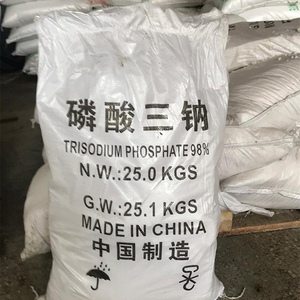 磷酸三钠
TRISODIUM PHOSPHATE 98%
N.W.:25.0 KGS
G.W.:25.1 KGS
MADE IN CHINA
中国制造